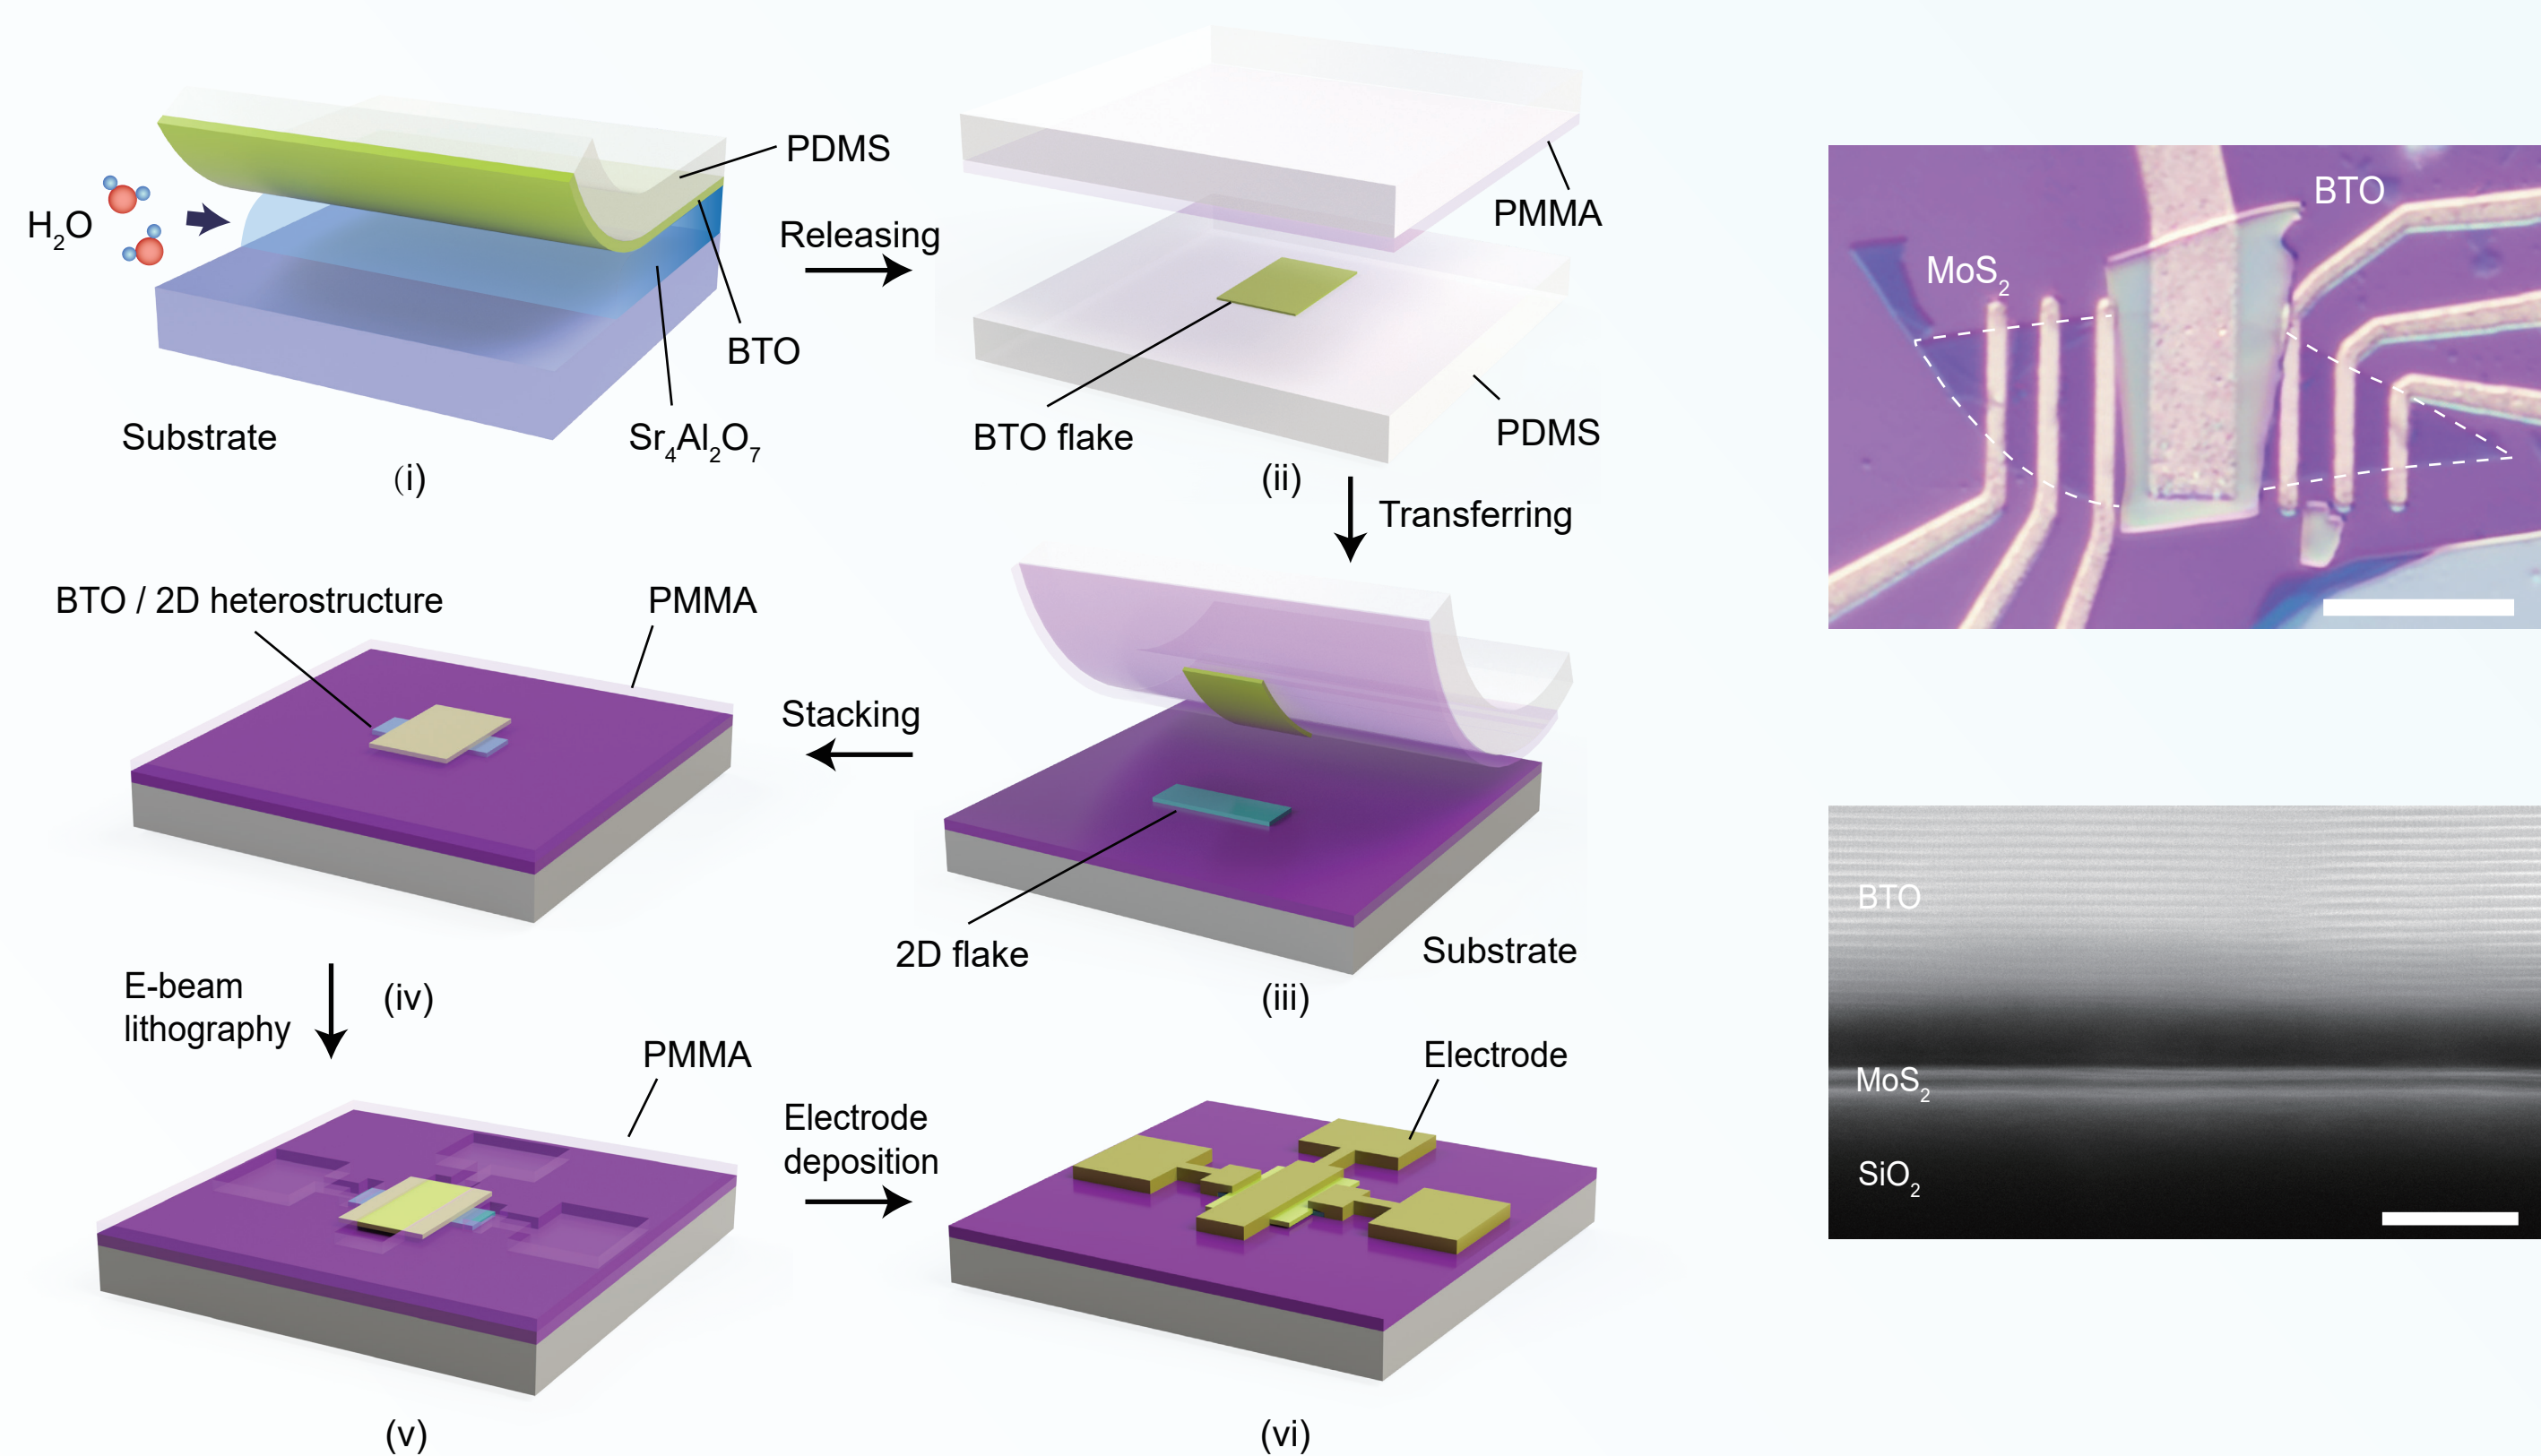 H₂O
PDMS
BTO
Sr₄Al₂O₇
Substrate
(i)
Releasing
PMMA
BTO flake
PDMS
(ii)
Transferring
2D flake
Substrate
(iii)
Stacking
BTO / 2D heterostructure
PMMA
(iv)
E-beam
lithography
PMMA
(v)
Electrode
deposition
Electrode
(vi)
BTO
MoS₂
BTO
MoS₂
SiO₂